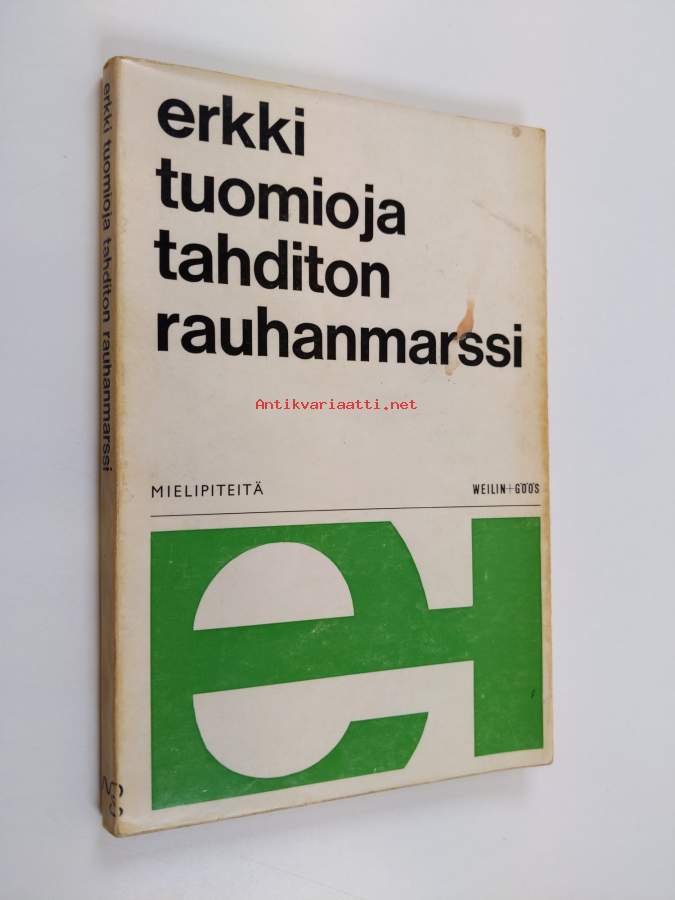 erkki
tuomioja
tahditon
rauhanmarssi
Antikvariaatti.net
MIELIPITEITÄ
WEILIN+GÖÖS
erkki tuomioja tahditon rauhanmarssi